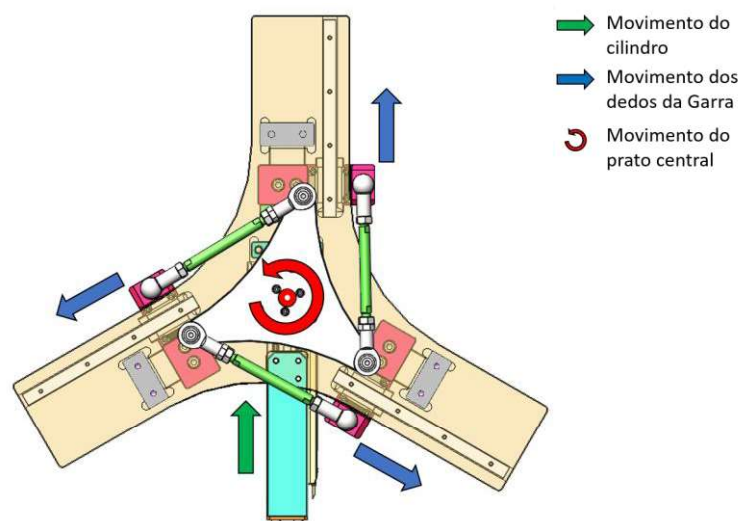 Movimento do
cilindro
Movimento dos
dedos da Garra
Movimento do
prato central